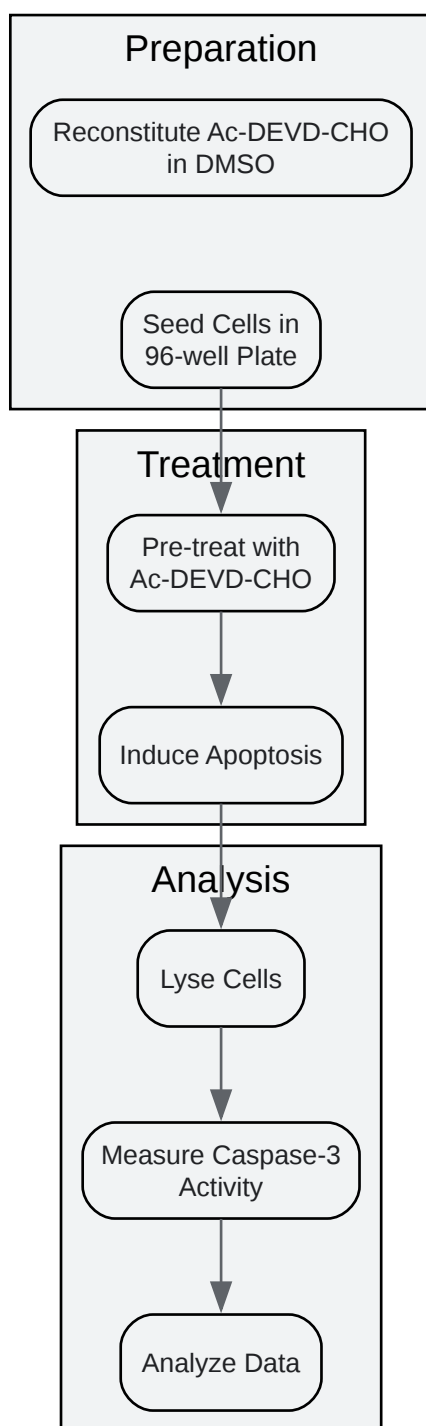 Preparation
Reconstitute Ac-DEVD-CHO
in DMSO
Seed Cells in
96-well Plate
Treatment
Pre-treat with
Ac-DEVD-CHO
Induce Apoptosis
Analysis
Lyse Cells
Measure Caspase-3
Activity
Analyze Data